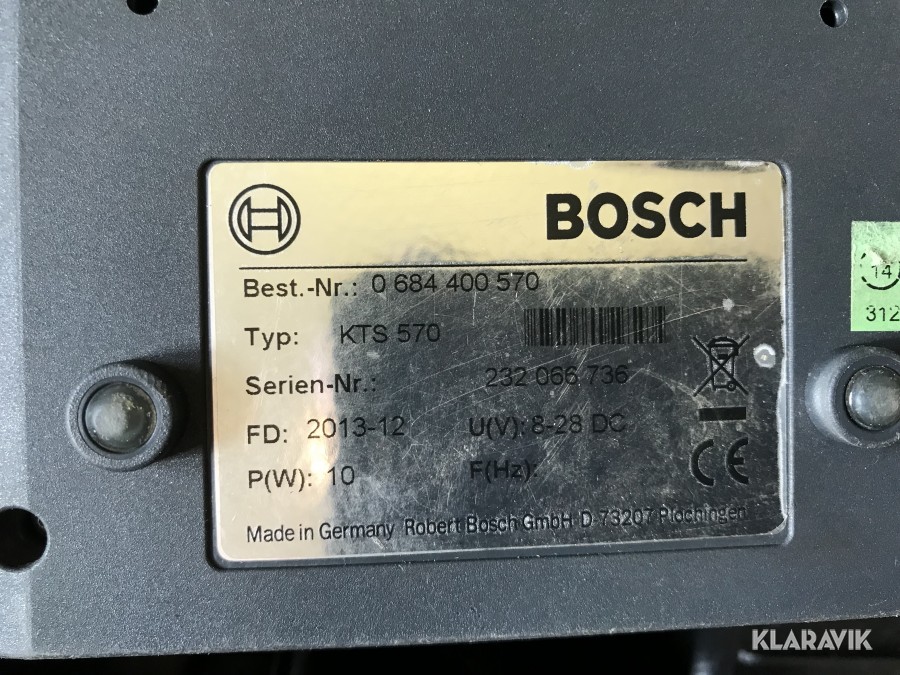 BOSCH
Best.-Nr.: 0 684 400 570
Typ: KTS 570
Serien-Nr.: 232 066 736
FD: 2013-12 U(V): 8-28 DC
P(W): 10 F(Hz):
CE
Made in Germany Robert Bosch GmbH D-73207 Plochingen
14
312
KLARAVIK